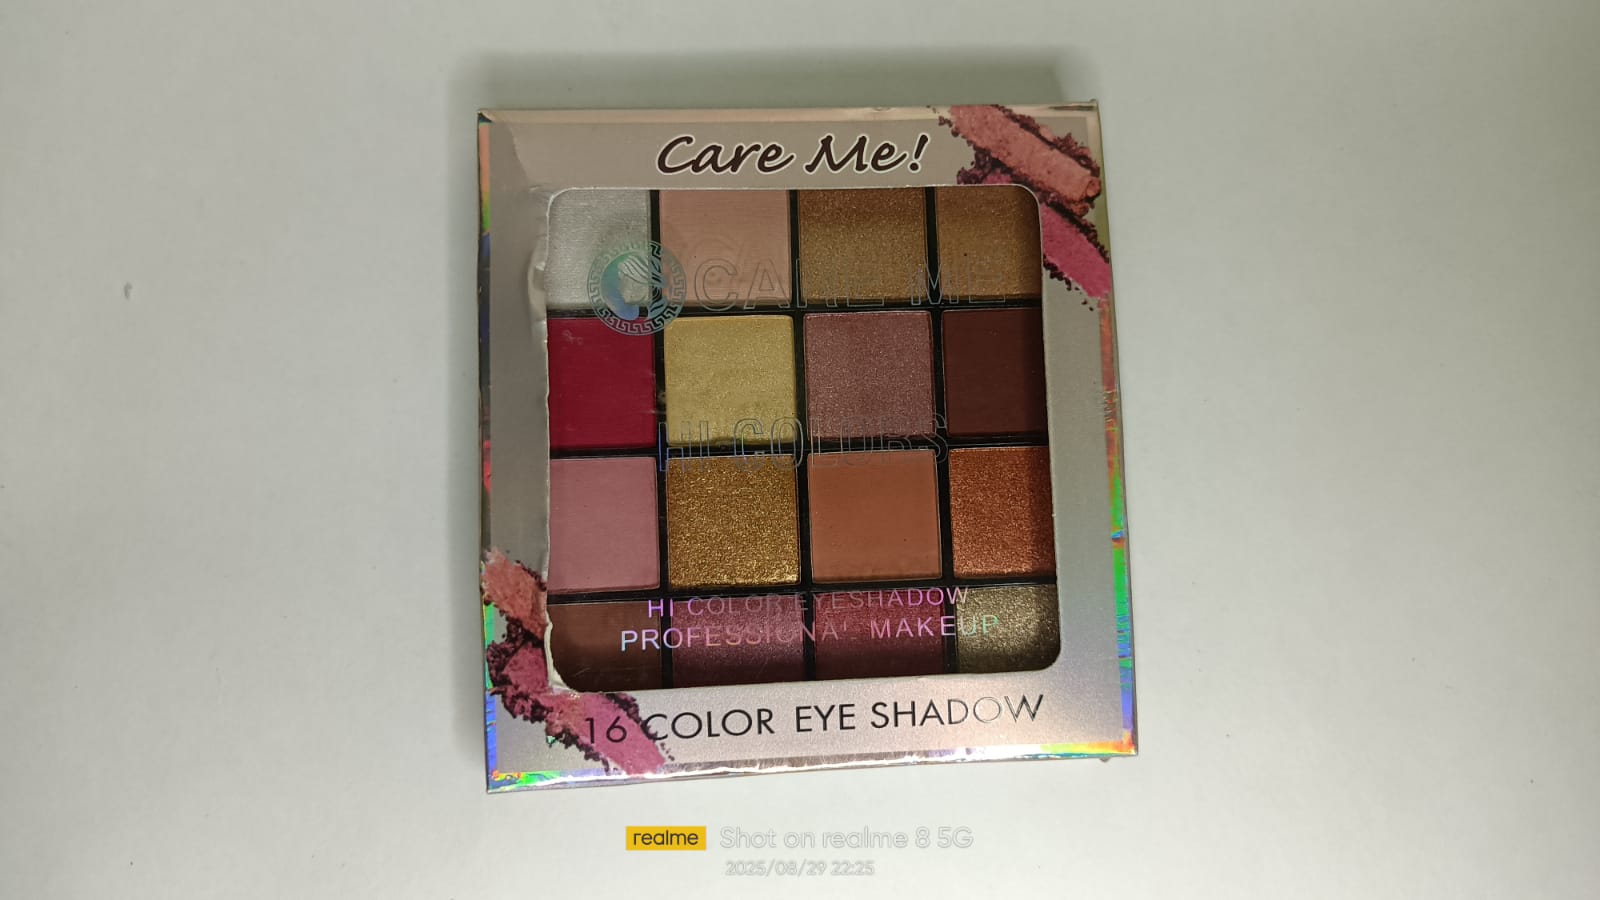 Care Me!
CARE ME
HI-COLORS
HI COLOR EYESHADOW
PROFESSIONAL MAKEUP
16 COLOR EYE SHADOW
realme Shot on realme 8 5G
2025/08/29 22:25